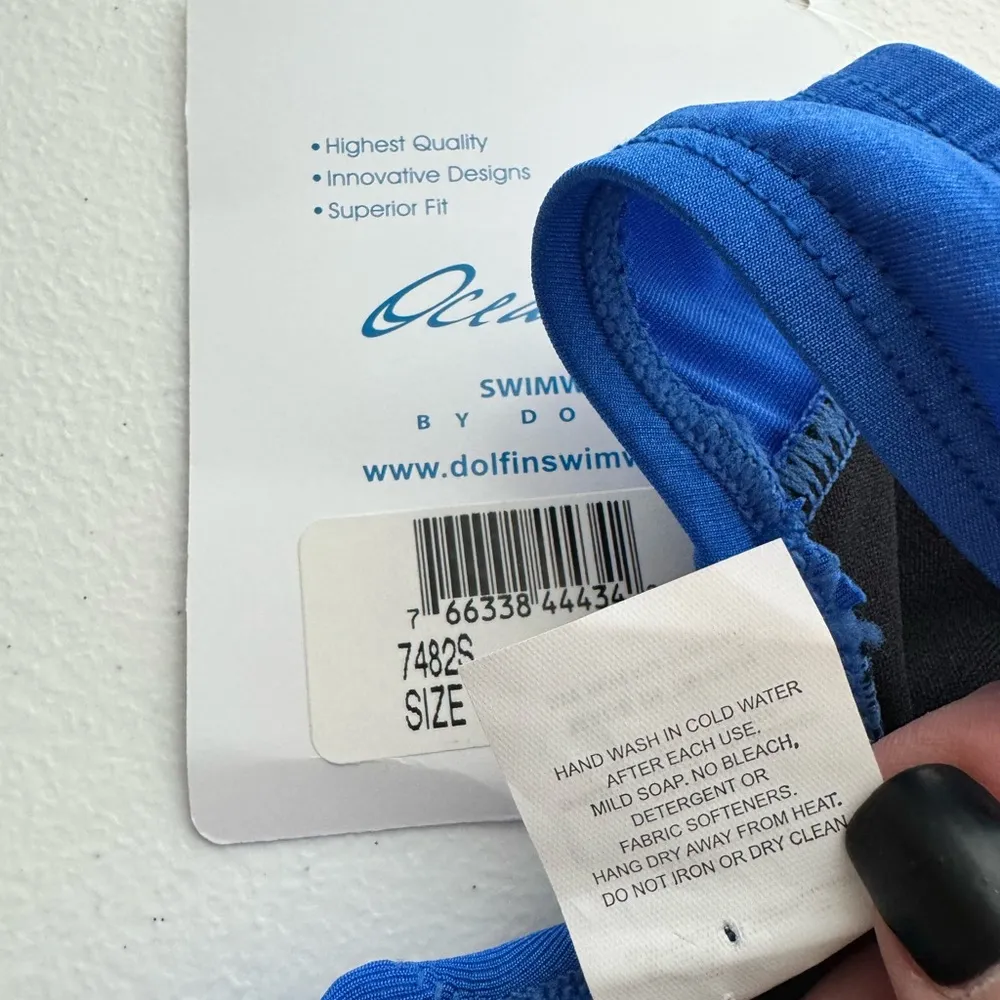 • Highest Quality
• Innovative Designs
• Superior Fit
Ocea
SWIMW
BY DO
www.dolfinswimw
7 66338 44434
7482S
SIZE
HAND WASH IN COLD WATER
AFTER EACH USE.
MILD SOAP. NO BLEACH,
DETERGENT OR
FABRIC SOFTENERS.
HANG DRY AWAY FROM HEAT.
DO NOT IRON OR DRY CLEAN